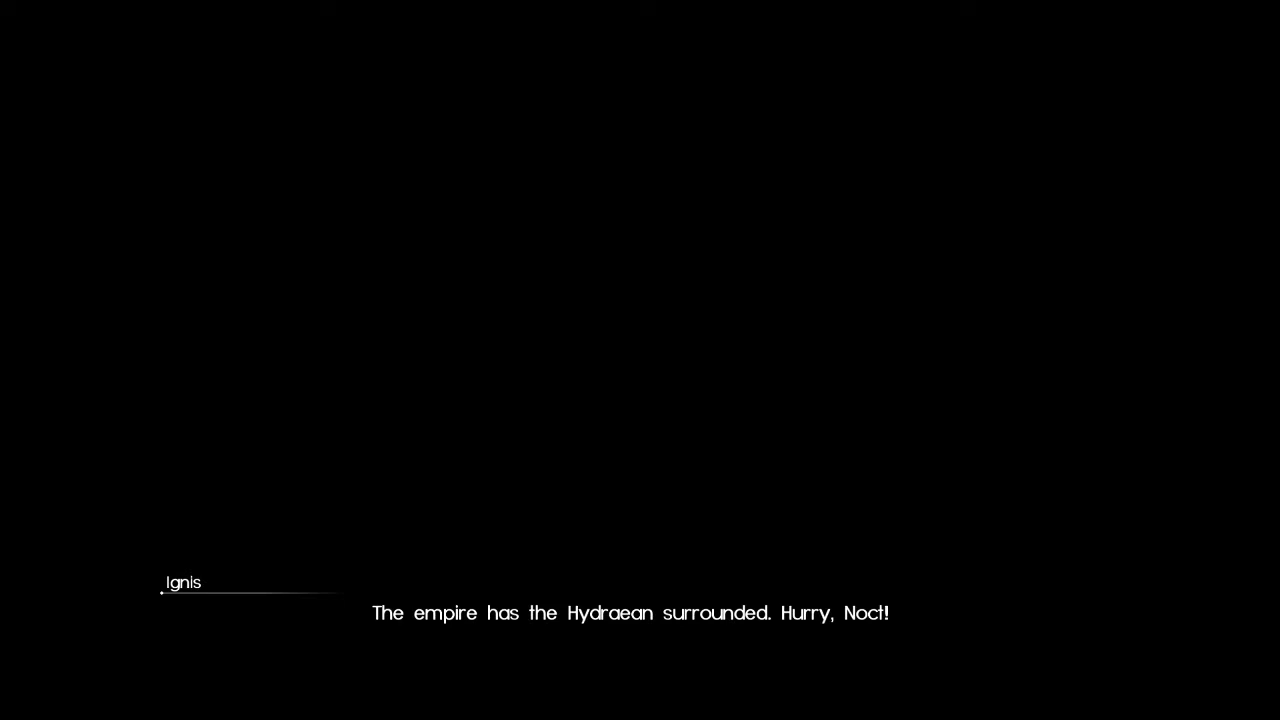 Ignis
The empire has the Hydraean surrounded. Hurry, Noct!